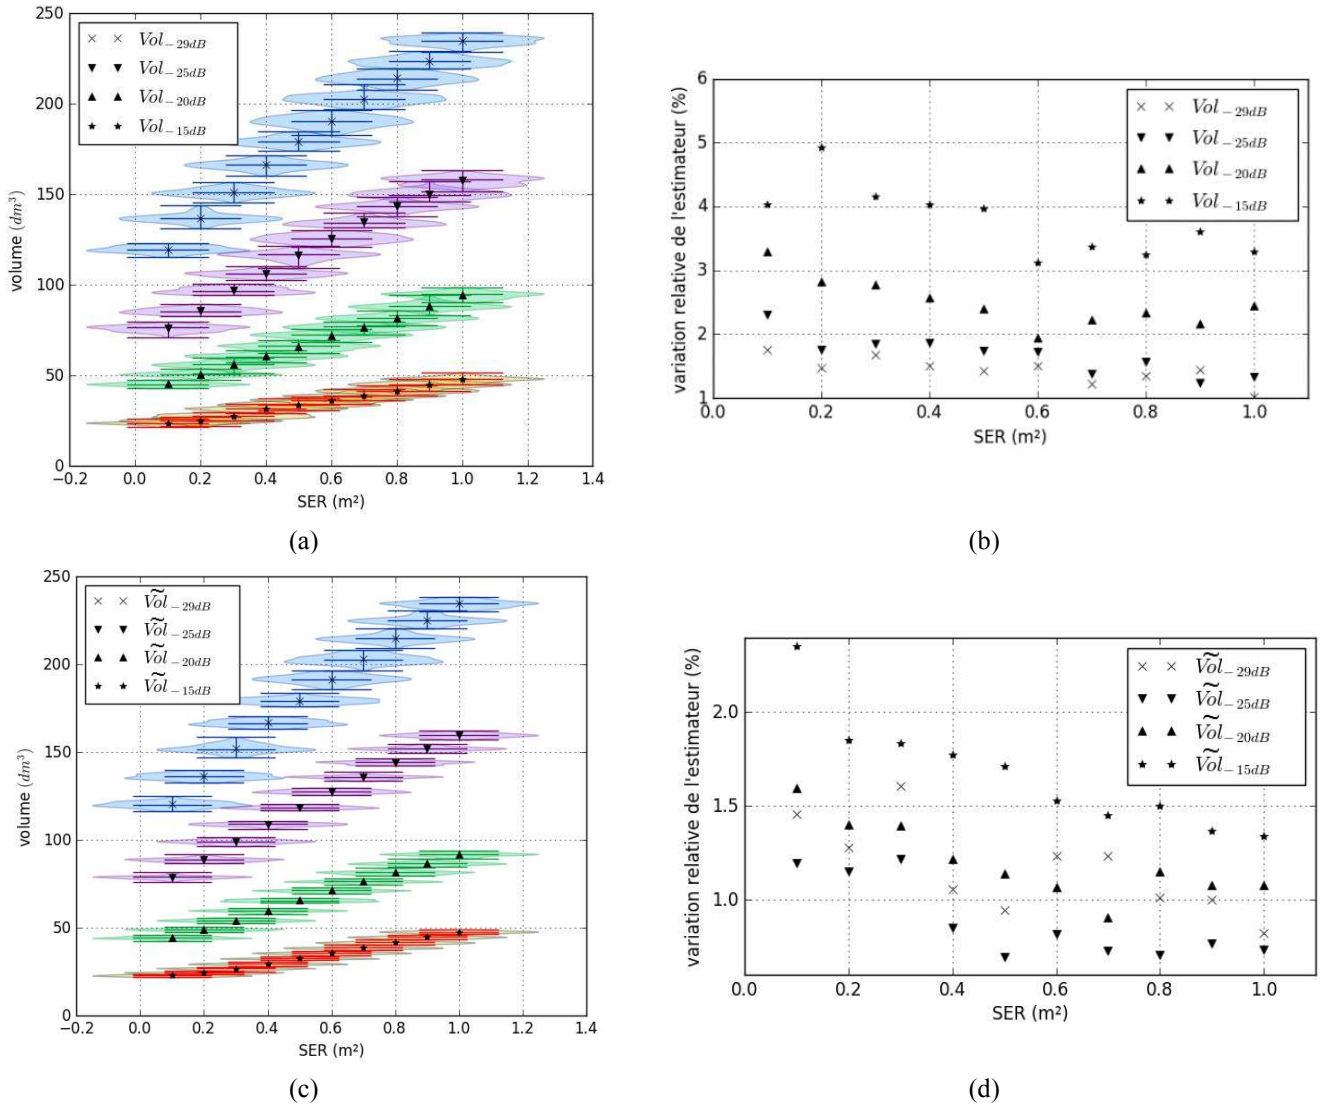 250
200
150
100
50
0
volume (dm³)
Vol₋₂₉dB
Vol₋₂₅dB
Vol₋₂₀dB
Vol₋₁₅dB
−0.2 0.0 0.2 0.4 0.6 0.8 1.0 1.2 1.4
SER (m²)
(a)
6
5
4
3
2
1
variation relative de l'estimateur (%)
Vol₋₂₉dB
Vol₋₂₅dB
Vol₋₂₀dB
Vol₋₁₅dB
0.0 0.2 0.4 0.6 0.8 1.0
SER (m²)
(b)
250
200
150
100
50
0
volume (dm³)
Ṽol₋₂₉dB
Ṽol₋₂₅dB
Ṽol₋₂₀dB
Ṽol₋₁₅dB
−0.2 0.0 0.2 0.4 0.6 0.8 1.0 1.2 1.4
SER (m²)
(c)
2.0
1.5
1.0
variation relative de l'estimateur (%)
Ṽol₋₂₉dB
Ṽol₋₂₅dB
Ṽol₋₂₀dB
Ṽol₋₁₅dB
0.0 0.2 0.4 0.6 0.8 1.0
SER (m²)
(d)